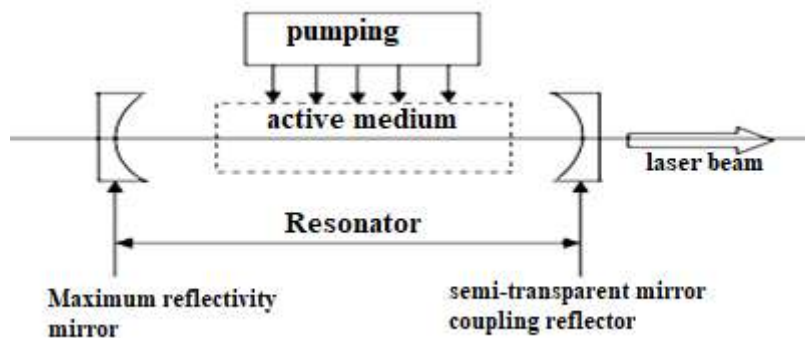 pumping
active medium
laser beam
Resonator
Maximum reflectivity
mirror
semi-transparent mirror
coupling reflector